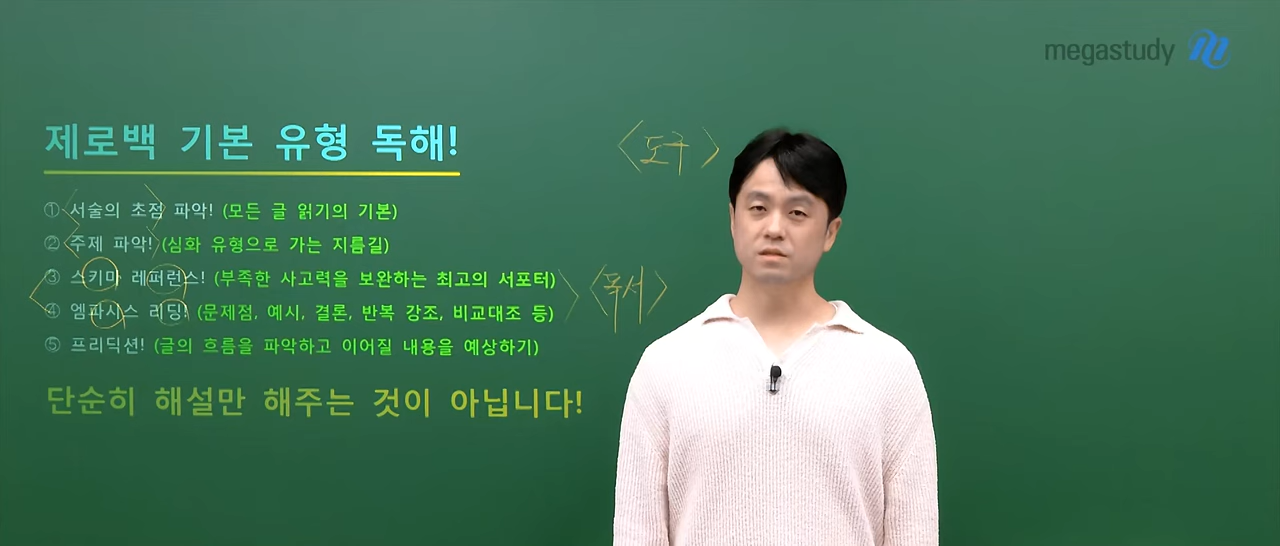 megastudy
제로백 기본 유형 독해!
<도구>
① 서술의 초점 파악! (모든 글 읽기의 기본)
② 주제 파악! (심화 유형으로 가는 지름길)
③ 스키마 레퍼런스! (부족한 사고력을 보완하는 최고의 서포터)
<독서>
④ 엠파시스 리딩! (문제점, 예시, 결론, 반복 강조, 비교대조 등)
⑤ 프리딕션! (글의 흐름을 파악하고 이어질 내용을 예상하기)
단순히 해설만 해주는 것이 아닙니다!